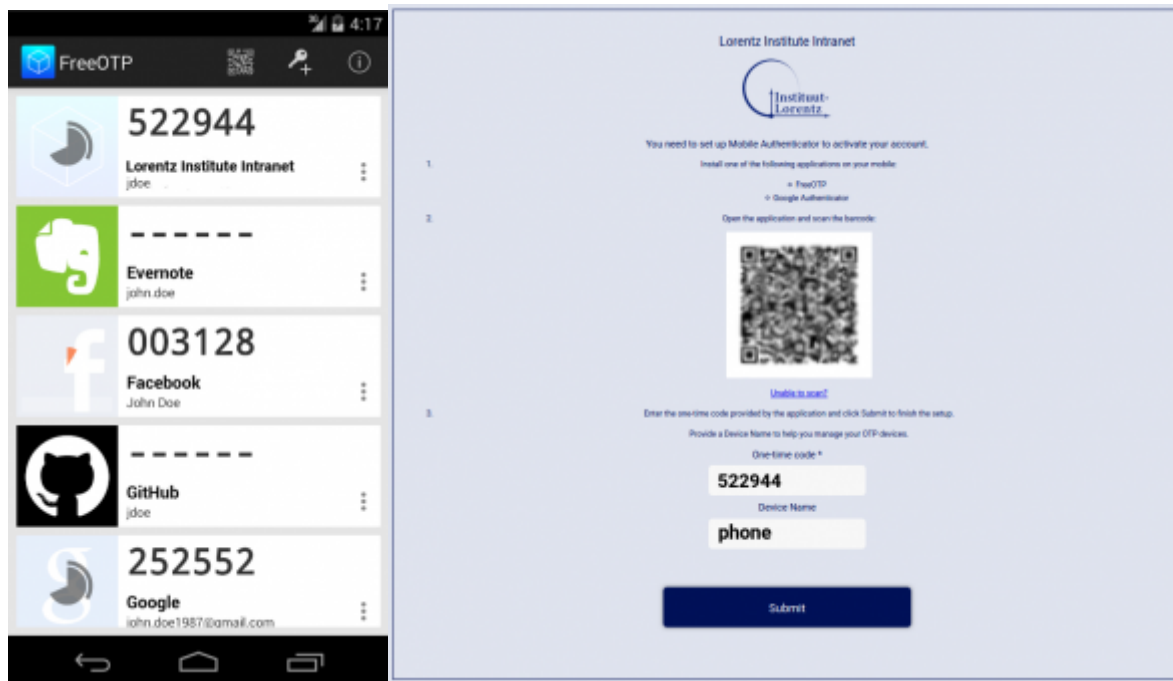 3G 4:17
FreeOTP
522944
Lorentz Institute Intranet
jdoe
------
Evernote
john.doe
003128
Facebook
John Doe
------
GitHub
jdoe
252552
Google
john.doe1987@gmail.com
Lorentz Institute Intranet
Instituut-
Lorentz
You need to set up Mobile Authenticator to activate your account.
1. Install one of the following applications on your mobile:
FreeOTP
Google Authenticator
2. Open the application and scan the barcode:
Unable to scan?
3. Enter the one-time code provided by the application and click Submit to finish the setup.
Provide a Device Name to help you manage your OTP devices.
One-time code *
522944
Device Name
phone
Submit